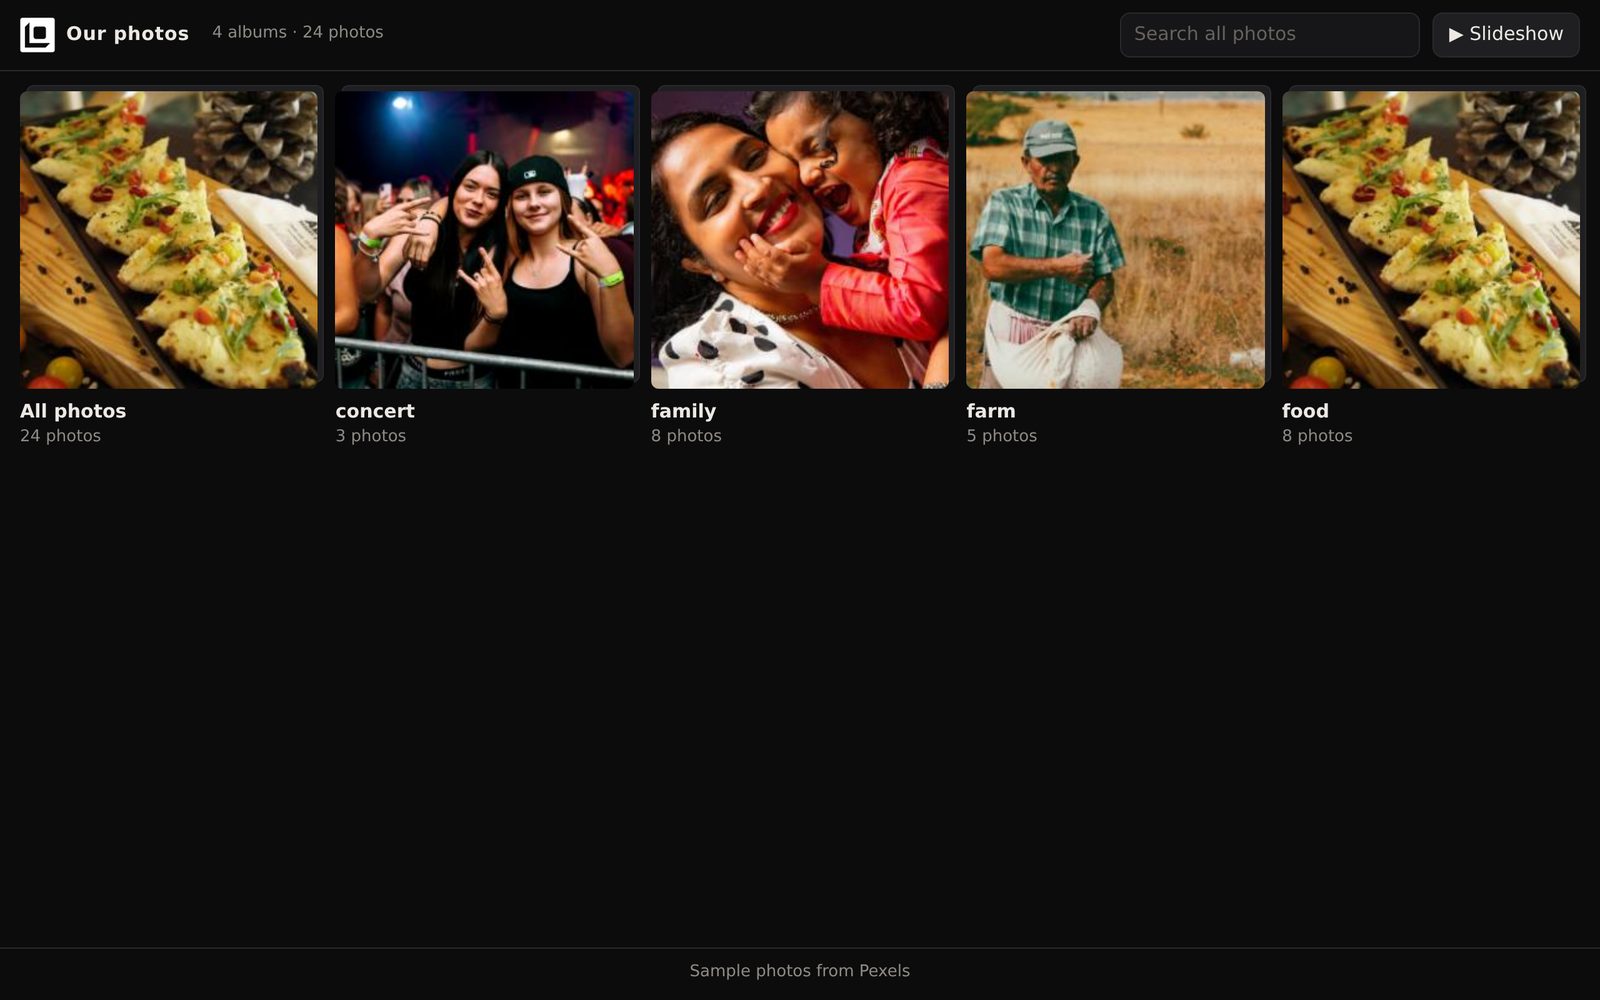 Our photos
4 albums · 24 photos
Search all photos
▶ Slideshow
All photos
24 photos
concert
3 photos
family
8 photos
farm
5 photos
food
8 photos
Sample photos from Pexels